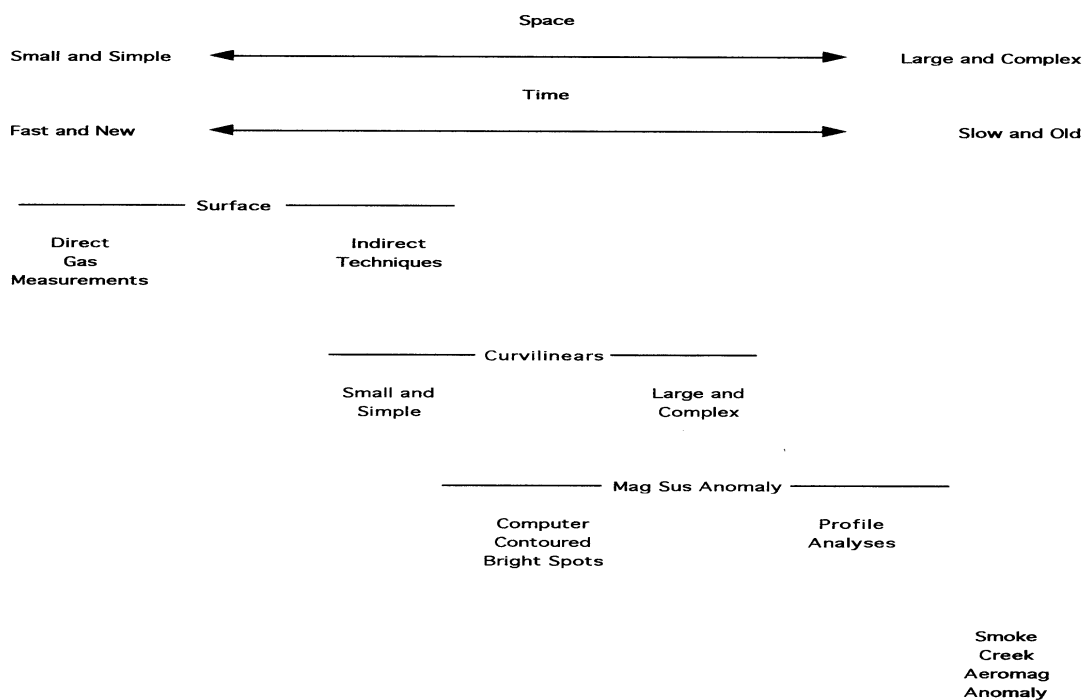 Space
Small and Simple Large and Complex
Time
Fast and New Slow and Old
Surface
Direct
Gas
Measurements
Indirect
Techniques
Curvilinears
Small and
Simple
Large and
Complex
Mag Sus Anomaly
Computer
Contoured
Bright Spots
Profile
Analyses
Smoke
Creek
Aeromag
Anomaly